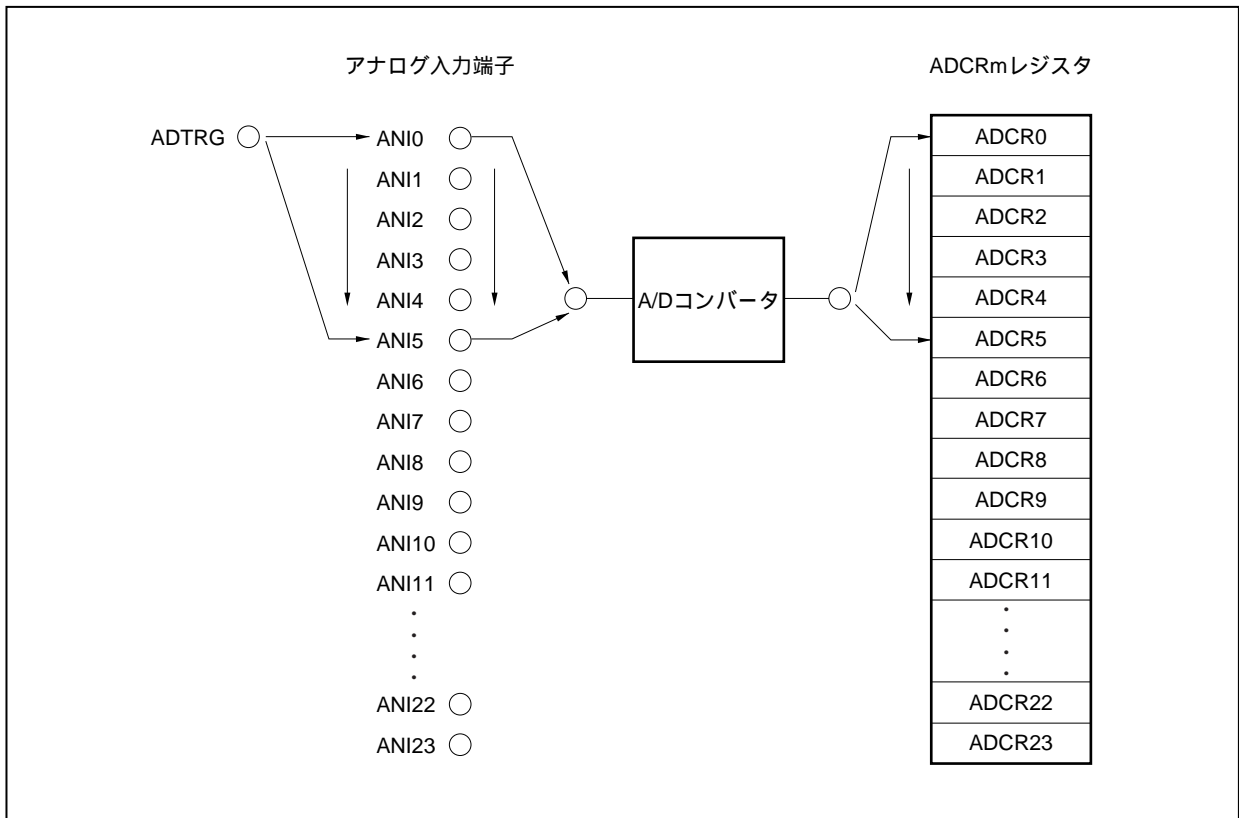 アナログ入力端子 ADCRmレジスタ
ADTRG ANI0 ADCR0
ANI1 ADCR1
ANI2 ADCR2
ANI3 ADCR3
ANI4 A/Dコンバータ ADCR4
ANI5 ADCR5
ANI6 ADCR6
ANI7 ADCR7
ANI8 ADCR8
ANI9 ADCR9
ANI10 ADCR10
ANI11 ADCR11
ANI22 ADCR22
ANI23 ADCR23